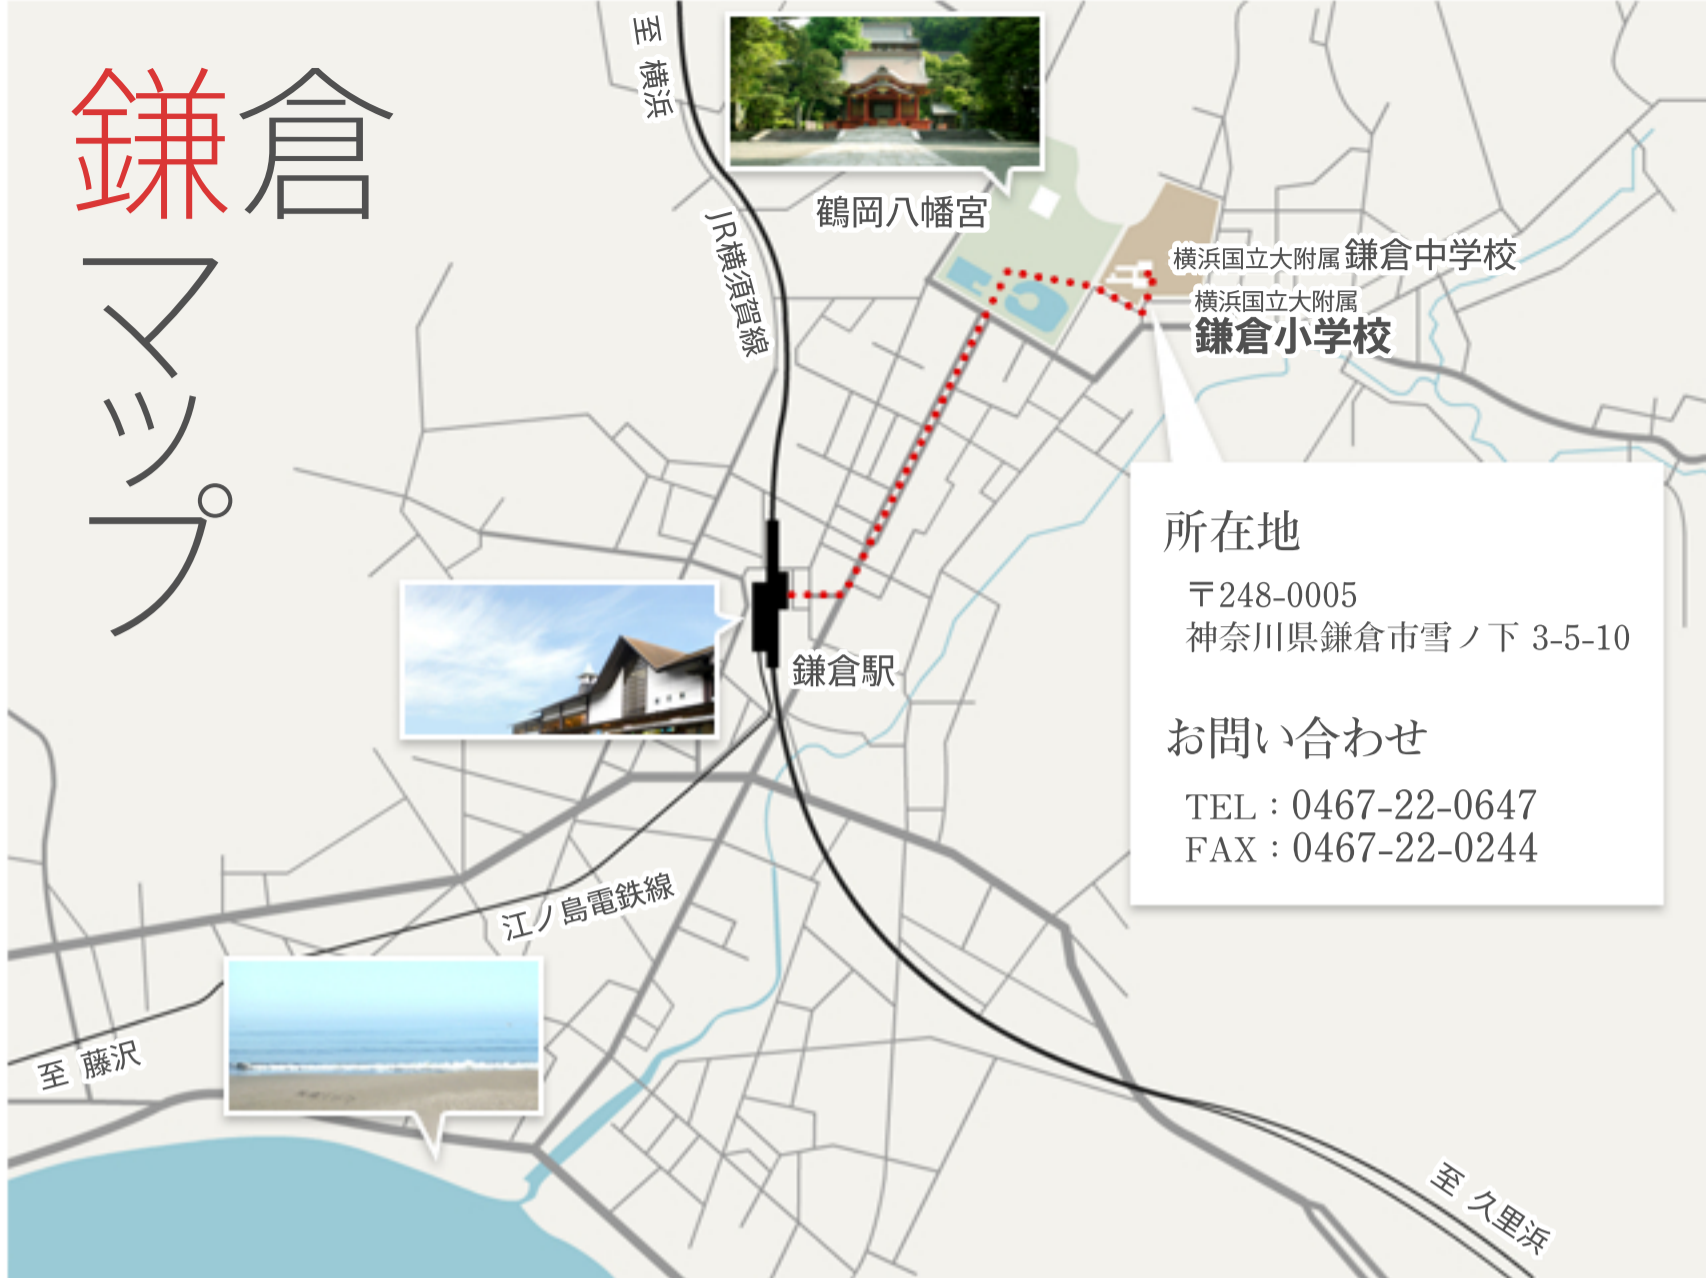 鎌倉
マップ
至 横浜
JR横須賀線
鶴岡八幡宮
横浜国立大附属鎌倉中学校
横浜国立大附属
鎌倉小学校
所在地
〒248-0005
神奈川県鎌倉市雪ノ下 3-5-10
お問い合わせ
TEL：0467-22-0647
FAX：0467-22-0244
鎌倉駅
江ノ島電鉄線
至 藤沢
至 久里浜